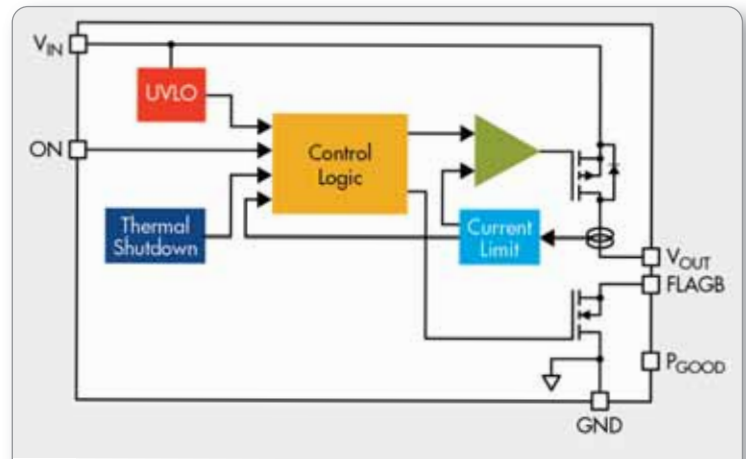 VIN
UVLO
ON
Control
Logic
Thermal
Shutdown
Current
Limit
VOUT
FLAGB
PGOOD
GND